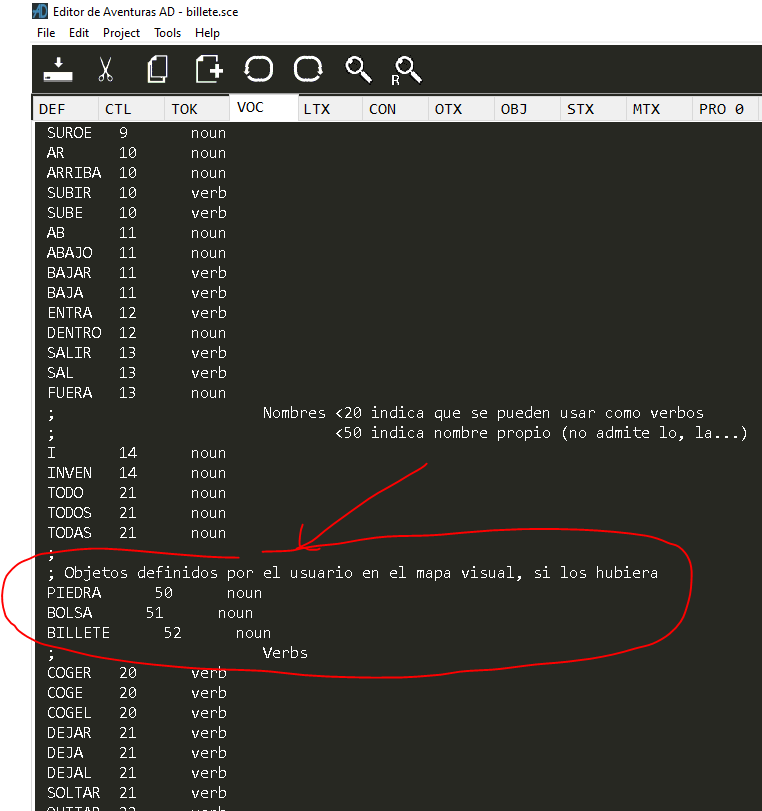 AD Editor de Aventuras AD - billete.sce
File Edit Project Tools Help
R
DEF CTL TOK VOC LTX CON OTX OBJ STX MTX PRO 0
SUROE 9 noun
AR 10 noun
ARRIBA 10 noun
SUBIR 10 verb
SUBE 10 verb
AB 11 noun
ABAJO 11 noun
BAJAR 11 verb
BAJA 11 verb
ENTRA 12 verb
DENTRO 12 noun
SALIR 13 verb
SAL 13 verb
FUERA 13 noun
; Nombres <20 indica que se pueden usar como verbos
; <50 indica nombre propio (no admite lo, la...)
I 14 noun
INVEN 14 noun
TODO 21 noun
TODOS 21 noun
TODAS 21 noun
;
; Objetos definidos por el usuario en el mapa visual, si los hubiera
PIEDRA 50 noun
BOLSA 51 noun
BILLETE 52 noun
; Verbs
COGER 20 verb
COGE 20 verb
COGEL 20 verb
DEJAR 21 verb
DEJA 21 verb
DEJAL 21 verb
SOLTAR 21 verb